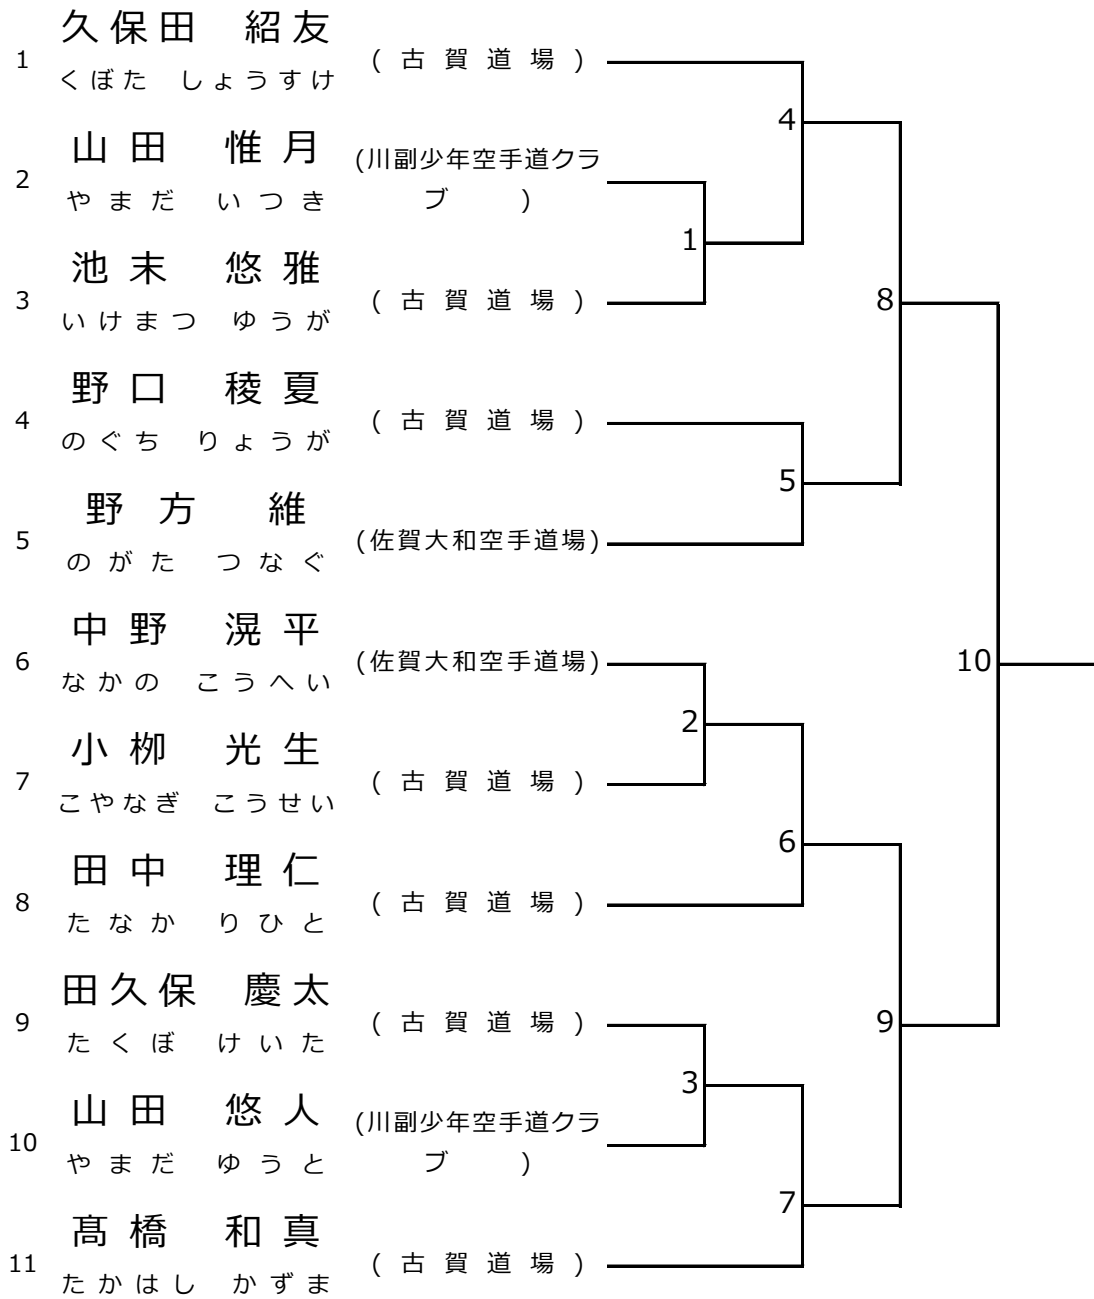 1 久保田 紹友 (古賀道場)
くぼた しょうすけ
4
2 山田 惟月 (川副少年空手道クラ
やまだ いつき ブ )
1
3 池末 悠雅 (古賀道場)
いけまつ ゆうが
8
4 野口 稜夏 (古賀道場)
のぐち りょうが
5
5 野方 維 (佐賀大和空手道場)
のがた つなぐ
6 中野 滉平 (佐賀大和空手道場)
なかの こうへい
10
2
7 小栁 光生 (古賀道場)
こやなぎ こうせい
6
8 田中 理仁 (古賀道場)
たなか りひと
9 田久保 慶太 (古賀道場)
たくぼ けいた
9
3
10 山田 悠人 (川副少年空手道クラ
やまだ ゆうと ブ )
7
11 髙橋 和真 (古賀道場)
たかはし かずま